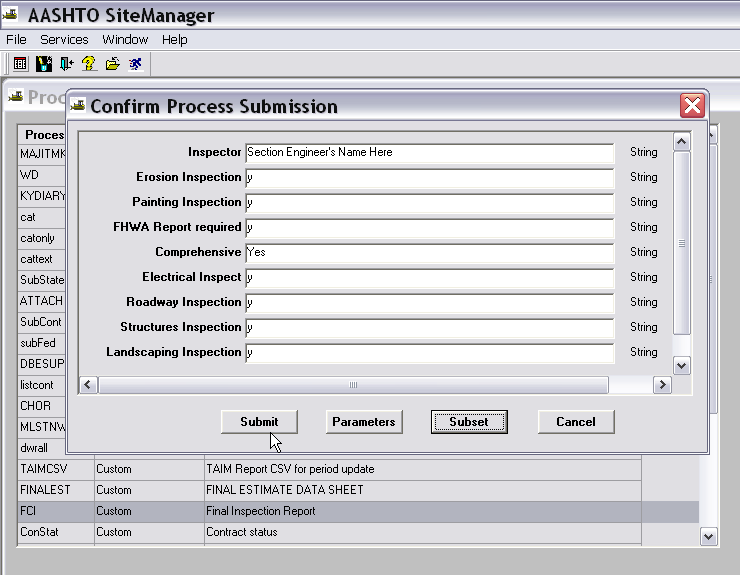 AASHTO SiteManager
File Services Window Help
Proc
Confirm Process Submission
Proces
MAJITMK
WD
KYDIARY
cat
catonly
cattext
SubState
ATTACH
SubCont
subFed
DBESUP
listcont
CHOR
MLSTNW
dwrall
Inspector Section Engineer's Name Here String
Erosion Inspection y String
Painting Inspection y String
FHWA Report required y String
Comprehensive Yes String
Electrical Inspect y String
Roadway Inspection y String
Structures Inspection y String
Landscaping Inspection y String
Submit Parameters Subset Cancel
TAIMCSV Custom TAIM Report CSV for period update
FINALEST Custom FINAL ESTIMATE DATA SHEET
FCI Custom Final Inspection Report
ConStat Custom Contract status